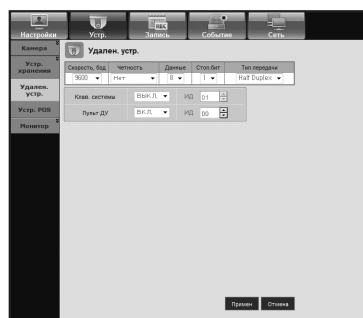 Настройки Устр. Запись Событие Сеть
REC
Камера
Устр. хранения
Удален. устр.
Устр. POS
Монитор
Удален. устр.
Скорость, бод Четность Данные Стоп.бит Тип передачи
9600 Нет 8 1 Half Duplex
Клав. системы ВЫКЛ. ИД 01
Пульт ДУ ВКЛ. ИД 00
Примен Отмена